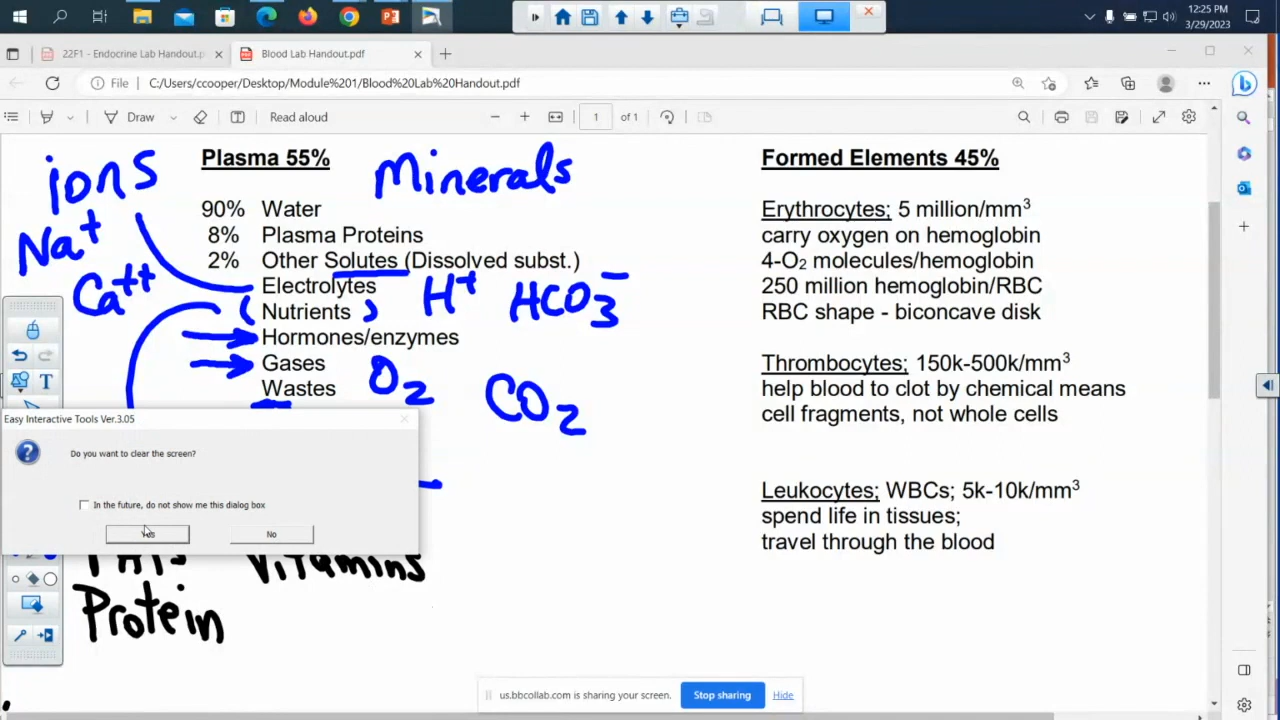 12:25 PM
3/29/2023
22F1 - Endocrine Lab Handout.p
Blood Lab Handout.pdf
File
C:/Users/ccooper/Desktop/Module%201/Blood%20Lab%20Handout.pdf
Draw
Read aloud
1
of 1
ions
Plasma 55%
Minerals
Formed Elements 45%
90% Water
Na+
8% Plasma Proteins
2% Other Solutes (Dissolved subst.)
Ca++
Electrolytes
H+ HCO3-
Nutrients
Hormones/enzymes
Gases
O2 CO2
Wastes
Erythrocytes; 5 million/mm3
carry oxygen on hemoglobin
4-O2 molecules/hemoglobin
250 million hemoglobin/RBC
RBC shape - biconcave disk
Thrombocytes; 150k-500k/mm3
help blood to clot by chemical means
cell fragments, not whole cells
Leukocytes; WBCs; 5k-10k/mm3
spend life in tissues;
travel through the blood
Easy Interactive Tools Ver.3.05
Do you want to clear the screen?
In the future, do not show me this dialog box
Yes
No
Vitamins
Protein
us.bbcollab.com is sharing your screen.
Stop sharing
Hide